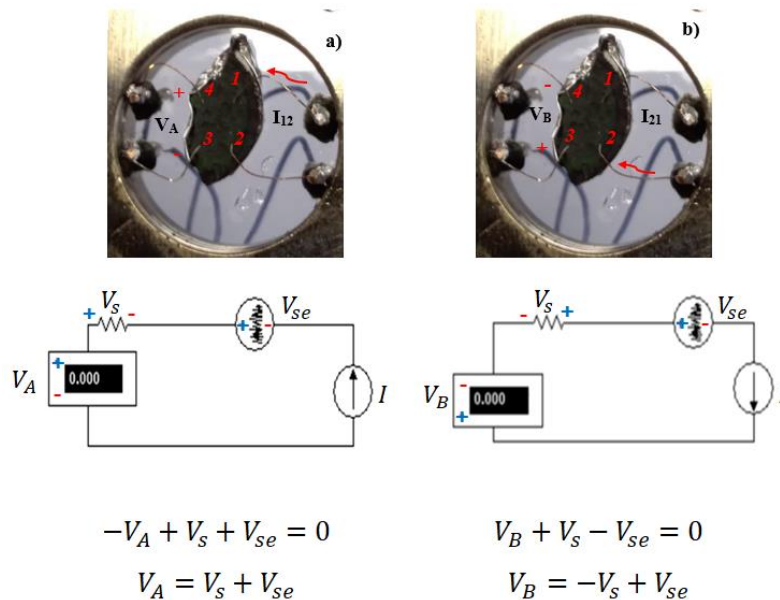 a)
1
4
+
V_A
I_12
3
2
-
b)
1
4
-
V_B
I_21
3
2
+
V_s
+ -
V_se
+ -
V_A
+
0.000
-
I
V_s
- +
V_se
+ -
V_B
-
0.000
+
-V_A + V_s + V_se = 0
V_A = V_s + V_se
V_B + V_s - V_se = 0
V_B = -V_s + V_se